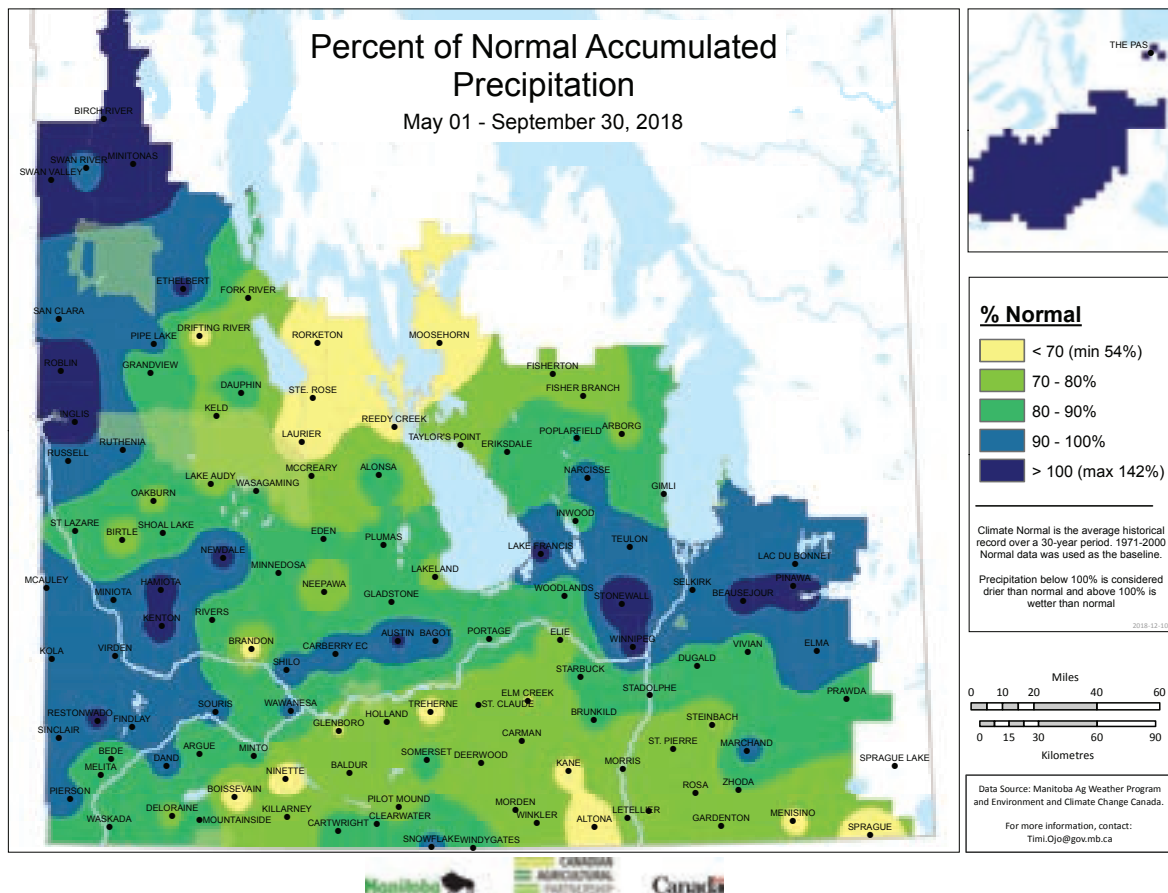 Percent of Normal Accumulated
Precipitation
May 01 - September 30, 2018
THE PAS
BIRCH RIVER
SWAN RIVER
MINITONAS
SWAN VALLEY
ETHELBERT
FORK RIVER
SAN CLARA
DRIFTING RIVER
PIPE LAKE
RORKETON
MOOSEHORN
ROBLIN
GRANDVIEW
FISHERTON
DAUPHIN
STE. ROSE
FISHER BRANCH
INGLIS
KELD
REEDY CREEK
LAURIER
TAYLOR'S POINT
ERIKSDALE
POPLARFIELD
ARBORG
RUTHENIA
RUSSELL
LAKE AUDY
WASAGAMING
MCCREARY
ALONSA
NARCISSE
GIMLI
OAKBURN
ST LAZARE
BIRTLE
SHOAL LAKE
EDEN
PLUMAS
INWOOD
TEULON
NEWDALE
LAKE FRANCIS
LAC DU BONNET
MINNEDOSA
LAKELAND
MCAULEY
HAMIOTA
MINIOTA
NEEPAWA
GLADSTONE
WOODLANDS
STONEWALL
SELKIRK
PINAWA
BEAUSEJOUR
KENTON
RIVERS
BRANDON
CARBERRY EC
AUSTIN
BAGOT
PORTAGE
ELIE
WINNIPEG
KOLA
VIRDEN
SHILO
STARBUCK
DUGALD
VIVIAN
ELMA
STADOLPHE
PRAWDA
RESTONWADO
FINDLAY
SOURIS
WAWANESA
GLENBORO
HOLLAND
TREHERNE
ELM CREEK
ST. CLAUDE
BRUNKILD
STEINBACH
SINCLAIR
BEDE
ARGUE
MINTO
SOMERSET
CARMAN
DEERWOOD
ST. PIERRE
MARCHAND
MELITA
DAND
NINETTE
BALDUR
KANE
MORRIS
SPRAGUE LAKE
PIERSON
BOISSEVAIN
ROSA
ZHODA
WASKADA
DELORAINE
MOUNTAINSIDE
KILLARNEY
CARTWRIGHT
PILOT MOUND
CLEARWATER
MORDEN
WINKLER
ALTONA
LETELLIER
GARDENTON
MENISINO
SPRAGUE
SNOWFLAKE
WINDYGATES
% Normal
< 70 (min 54%)
70 - 80%
80 - 90%
90 - 100%
> 100 (max 142%)
Climate Normal is the average historical
record over a 30-year period. 1971-2000
Normal data was used as the baseline.
Precipitation below 100% is considered
drier than normal and above 100% is
wetter than normal
2018-12-10
Miles
0 10 20 40 60
0 15 30 60 90
Kilometres
Data Source: Manitoba Ag Weather Program
and Environment and Climate Change Canada.
For more information, contact:
Timi.Ojo@gov.mb.ca
Manitoba
CANADIAN
AGRICULTURAL
PARTNERSHIP
Canada